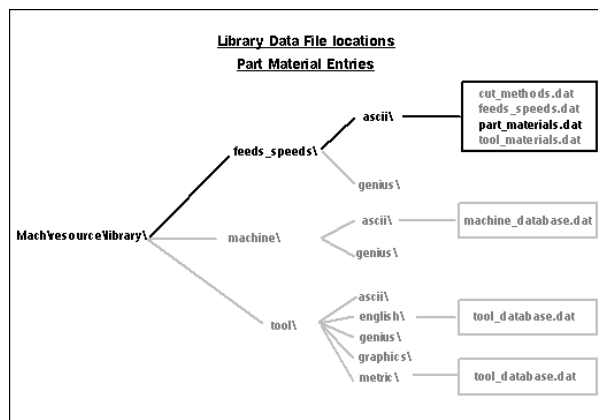 Library Data File locations
Part Material Entries
cut_methods.dat
feeds_speeds.dat
ascii\
part_materials.dat
tool_materials.dat
feeds_speeds\
genius\
ascii\
machine_database.dat
Mach\resource\library\
machine\
genius\
ascii\
english\
tool_database.dat
tool\
genius\
graphics\
metric\
tool_database.dat